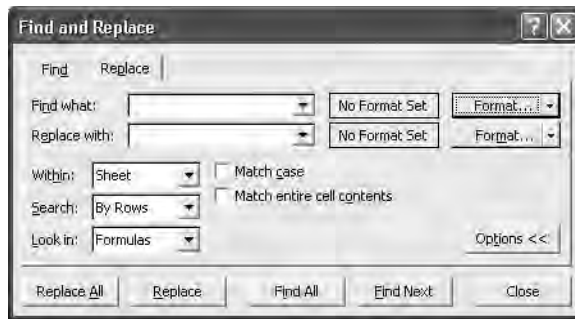 Find and Replace
Find Replace
Find what: No Format Set Format...
Replace with: No Format Set Format...
Within: Sheet Match case
Match entire cell contents
Search: By Rows
Look in: Formulas Options <<
Replace All Replace Find All Find Next Close